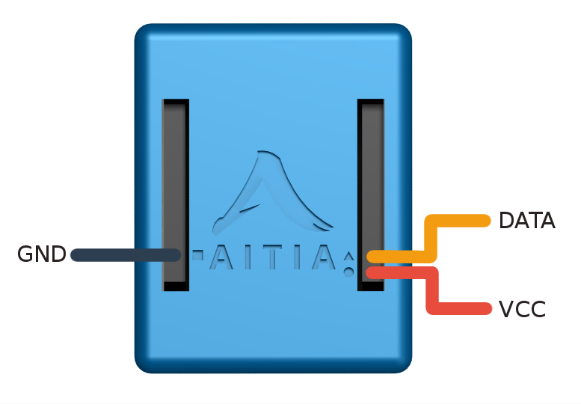 DATA
GND
AITIA
VCC